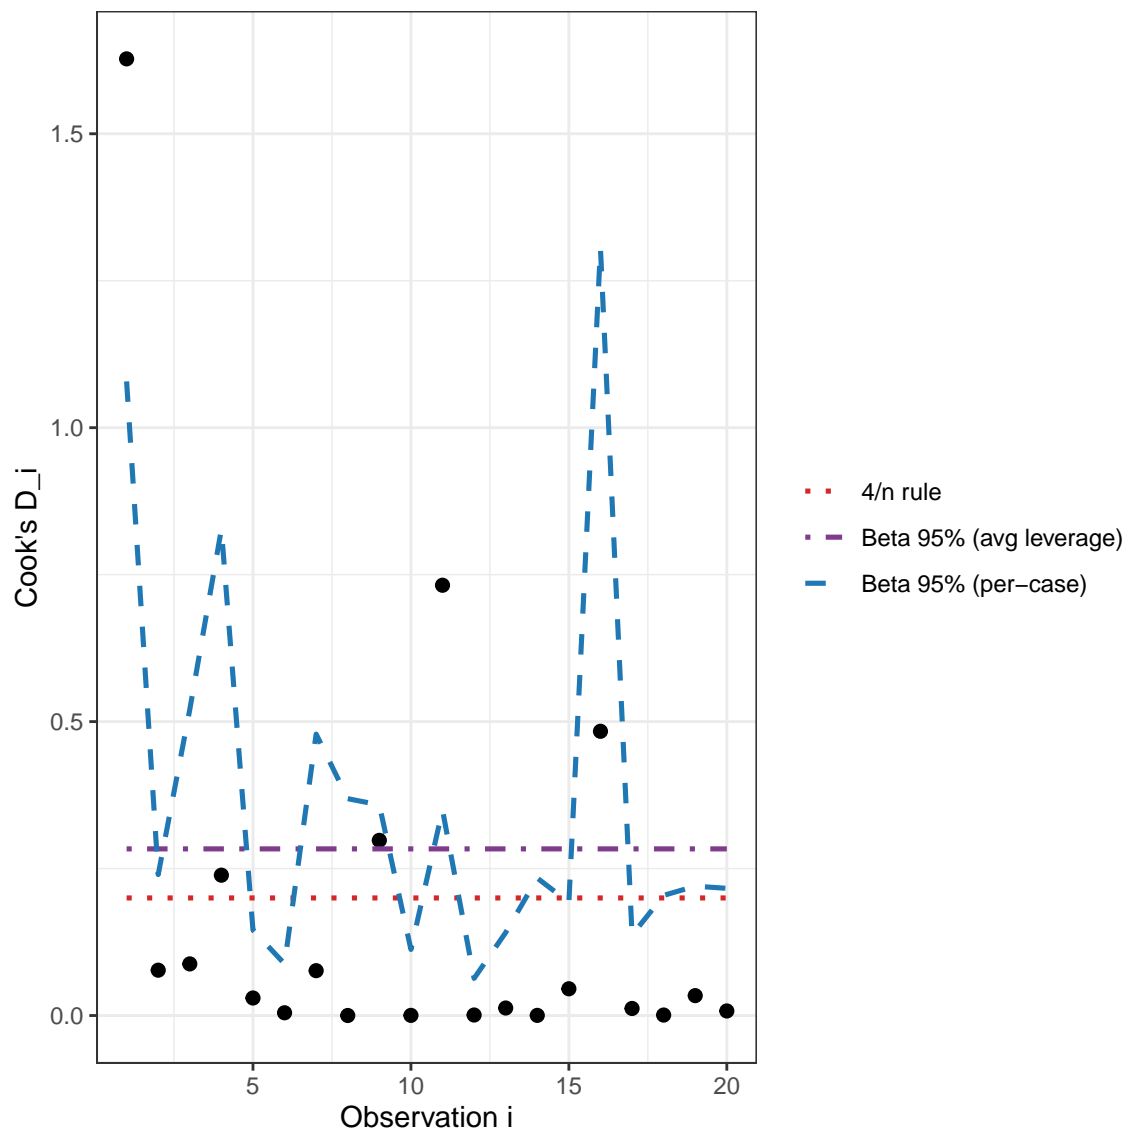 Cook's D_i
1.5
1.0
0.5
0.0
5
10
15
20
Observation i
4/n rule
Beta 95% (avg leverage)
Beta 95% (per−case)